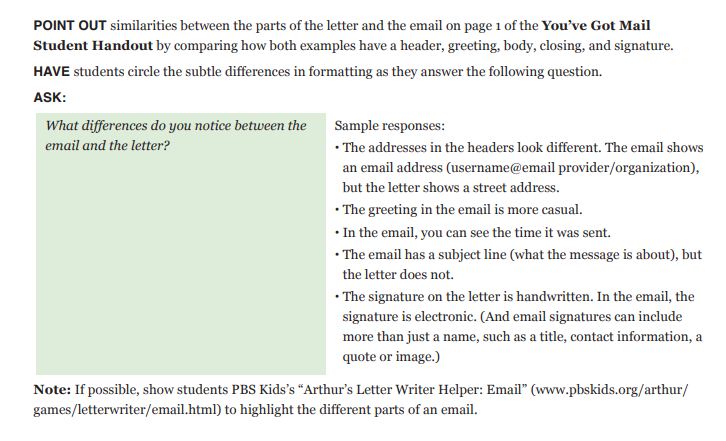 POINT OUT similarities between the parts of the letter and the email on page 1 of the You’ve Got Mail
Student Handout by comparing how both examples have a header, greeting, body, closing, and signature.
HAVE students circle the subtle differences in formatting as they answer the following question.
ASK:
What differences do you notice between the
email and the letter?
Sample responses:
• The addresses in the headers look different. The email shows
an email address (username@email provider/organization),
but the letter shows a street address.
• The greeting in the email is more casual.
• In the email, you can see the time it was sent.
• The email has a subject line (what the message is about), but
the letter does not.
• The signature on the letter is handwritten. In the email, the
signature is electronic. (And email signatures can include
more than just a name, such as a title, contact information, a
quote or image.)
Note: If possible, show students PBS Kids’s “Arthur’s Letter Writer Helper: Email” (www.pbskids.org/arthur/
games/letterwriter/email.html) to highlight the different parts of an email.